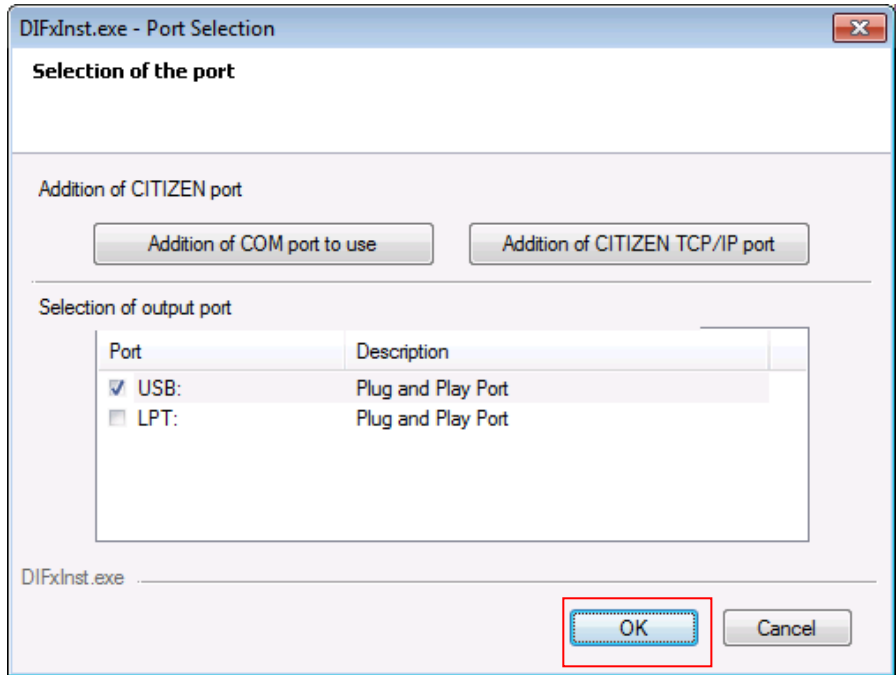 DIFxInst.exe - Port Selection
Selection of the port
Addition of CITIZEN port
Addition of COM port to use Addition of CITIZEN TCP/IP port
Selection of output port
Port Description
USB: Plug and Play Port
LPT: Plug and Play Port
DIFxInst.exe
OK Cancel